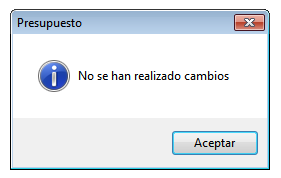 Presupuesto
No se han realizado cambios
Aceptar